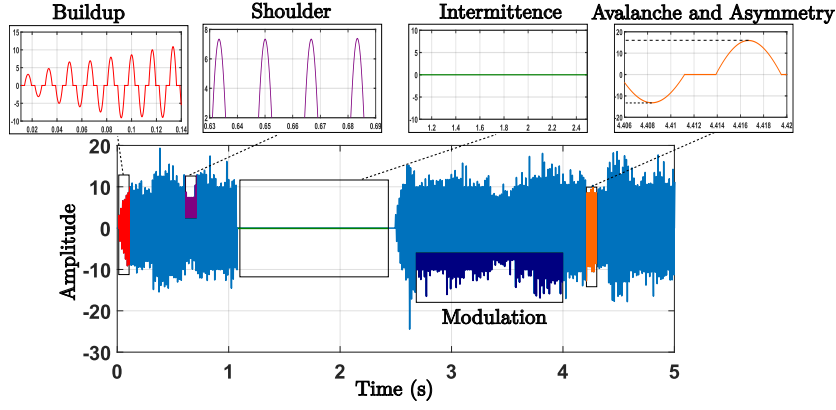 Buildup
Shoulder
Intermittence
Avalanche and Asymmetry
15
10
5
0
-5
-10
0.02 0.04 0.06 0.08 0.1 0.12 0.14
8
6
4
2
0.63 0.64 0.65 0.66 0.67 0.68 0.69
10
5
0
-5
-10
1.2 1.4 1.6 1.8 2 2.2 2.4
20
10
0
-10
-20
4.406 4.408 4.41 4.412 4.414 4.416 4.418 4.42
Amplitude
20
10
0
-10
-20
-30
Modulation
0 1 2 3 4 5
Time (s)